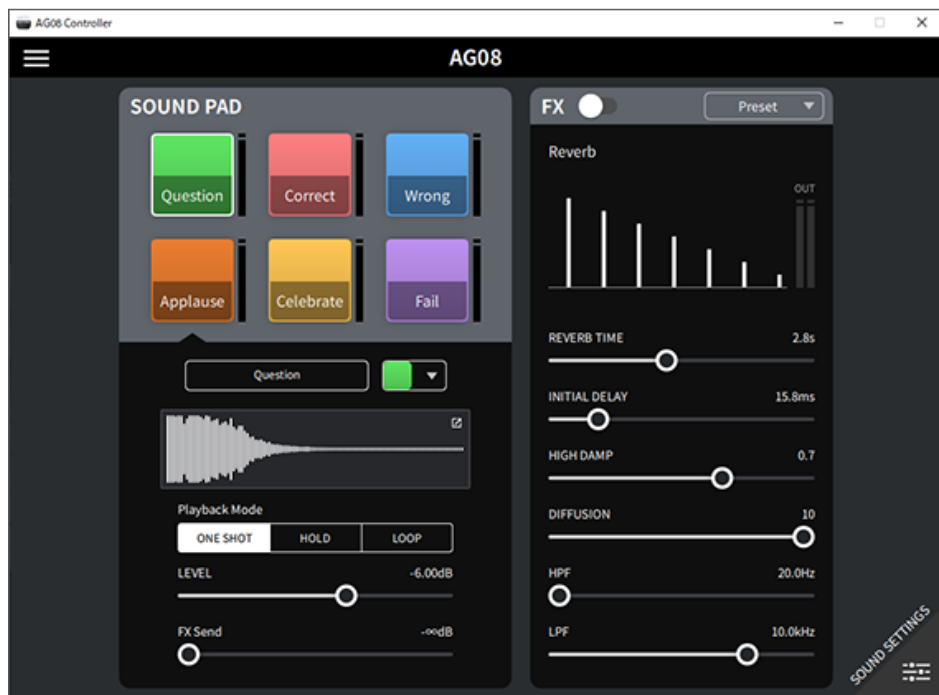 AG08 Controller
AG08
SOUND PAD
Question
Correct
Wrong
Applause
Celebrate
Fail
Question
Playback Mode
ONE SHOT
HOLD
LOOP
LEVEL -6.00dB
FX Send -∞dB
FX
Preset
Reverb
OUT
REVERB TIME 2.8s
INITIAL DELAY 15.8ms
HIGH DAMP 0.7
DIFFUSION 10
HPF 20.0Hz
LPF 10.0kHz
SOUND SETTINGS